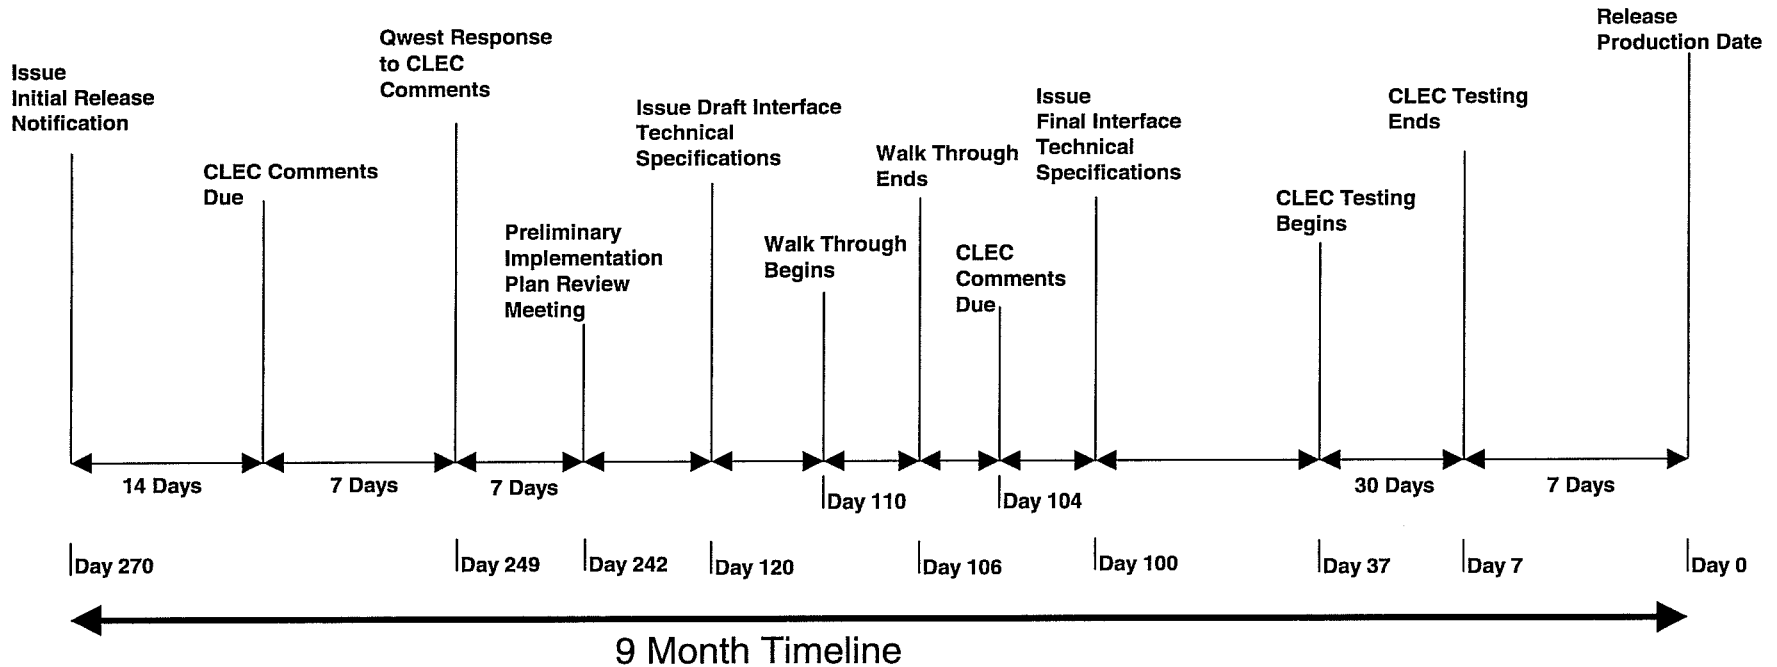 Issue
Initial Release
Notification
CLEC Comments
Due
Qwest Response
to CLEC
Comments
Preliminary
Implementation
Plan Review
Meeting
Issue Draft Interface
Technical
Specifications
Walk Through
Begins
Walk Through
Ends
CLEC
Comments
Due
Issue
Final Interface
Technical
Specifications
CLEC Testing
Begins
CLEC Testing
Ends
Release
Production Date
14 Days
7 Days
7 Days
30 Days
7 Days
Day 110
Day 104
Day 270
Day 249
Day 242
Day 120
Day 106
Day 100
Day 37
Day 7
Day 0
9 Month Timeline